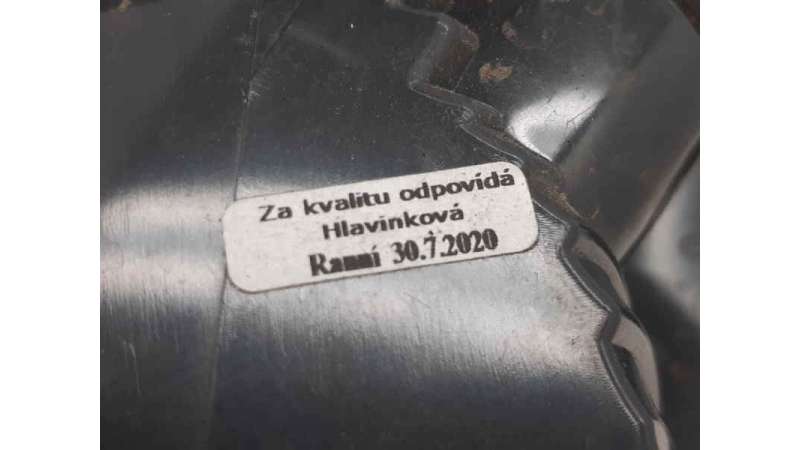 Za kvalitu odpovídá
Hlavinková
Ranní 30.7.2020